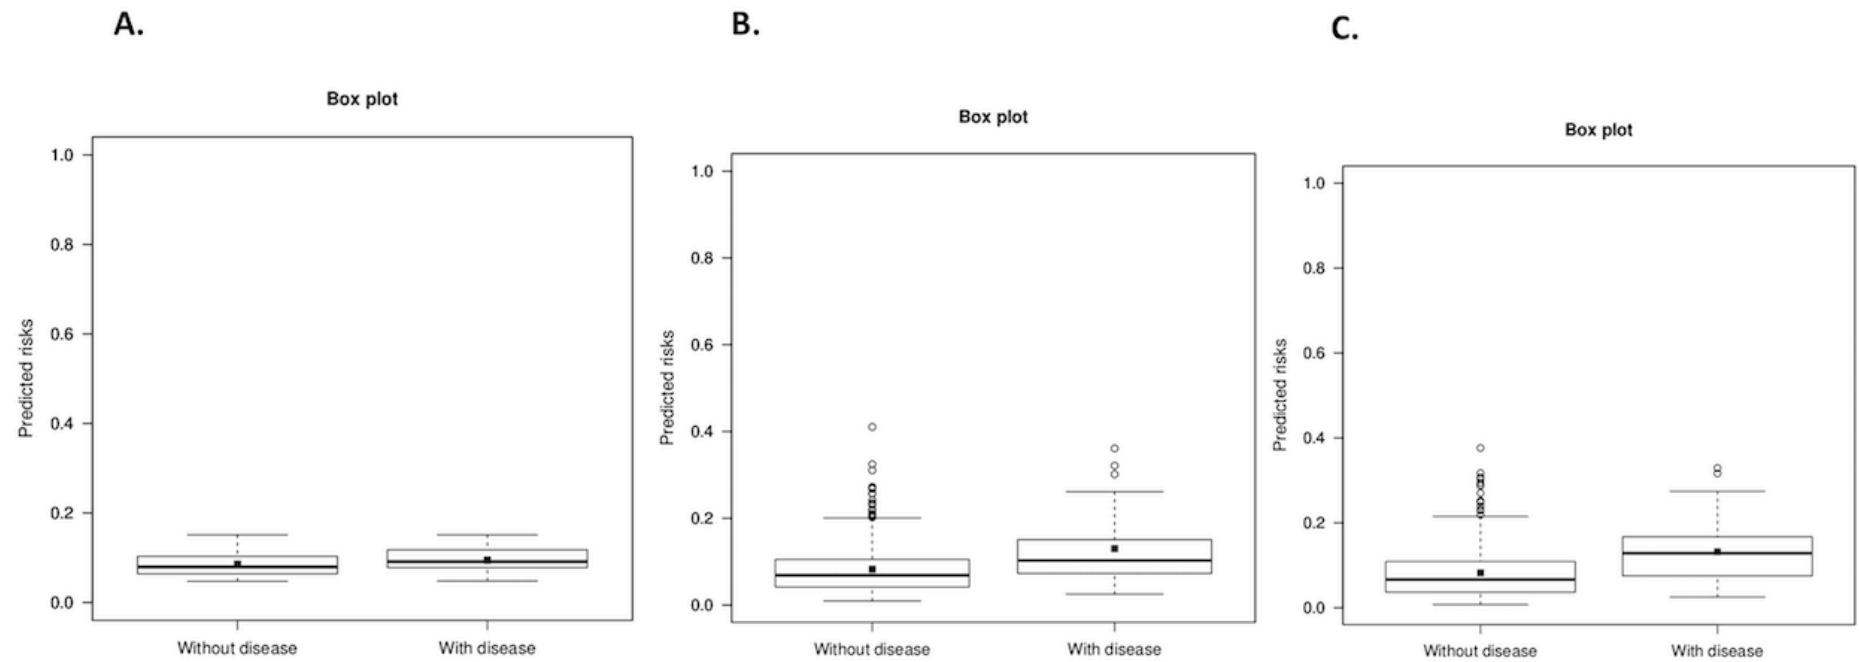 A.
Box plot
1.0
0.8
0.6
0.4
0.2
0.0
Predicted risks
Without disease
With disease
B.
Box plot
1.0
0.8
0.6
0.4
0.2
0.0
Predicted risks
Without disease
With disease
C.
Box plot
1.0
0.8
0.6
0.4
0.2
0.0
Predicted risks
Without disease
With disease